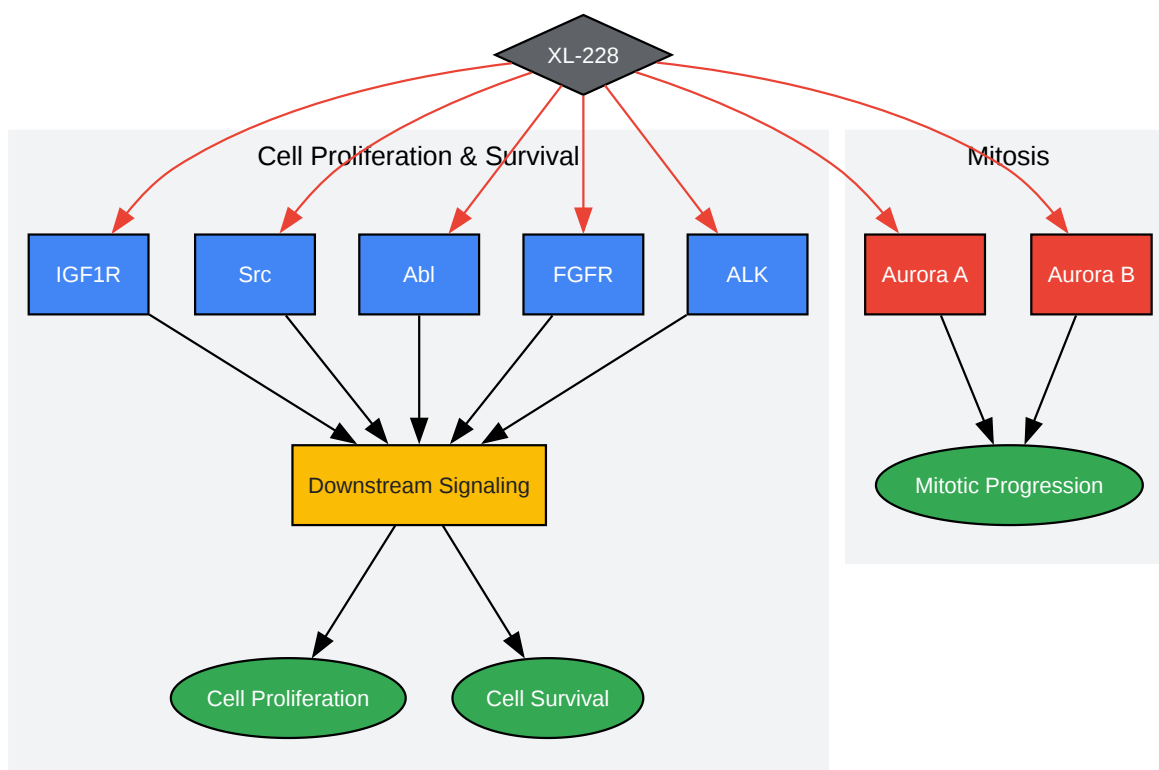 XL-228
Cell Proliferation & Survival
Mitosis
IGF1R
Src
Abl
FGFR
ALK
Aurora A
Aurora B
Downstream Signaling
Mitotic Progression
Cell Proliferation
Cell Survival